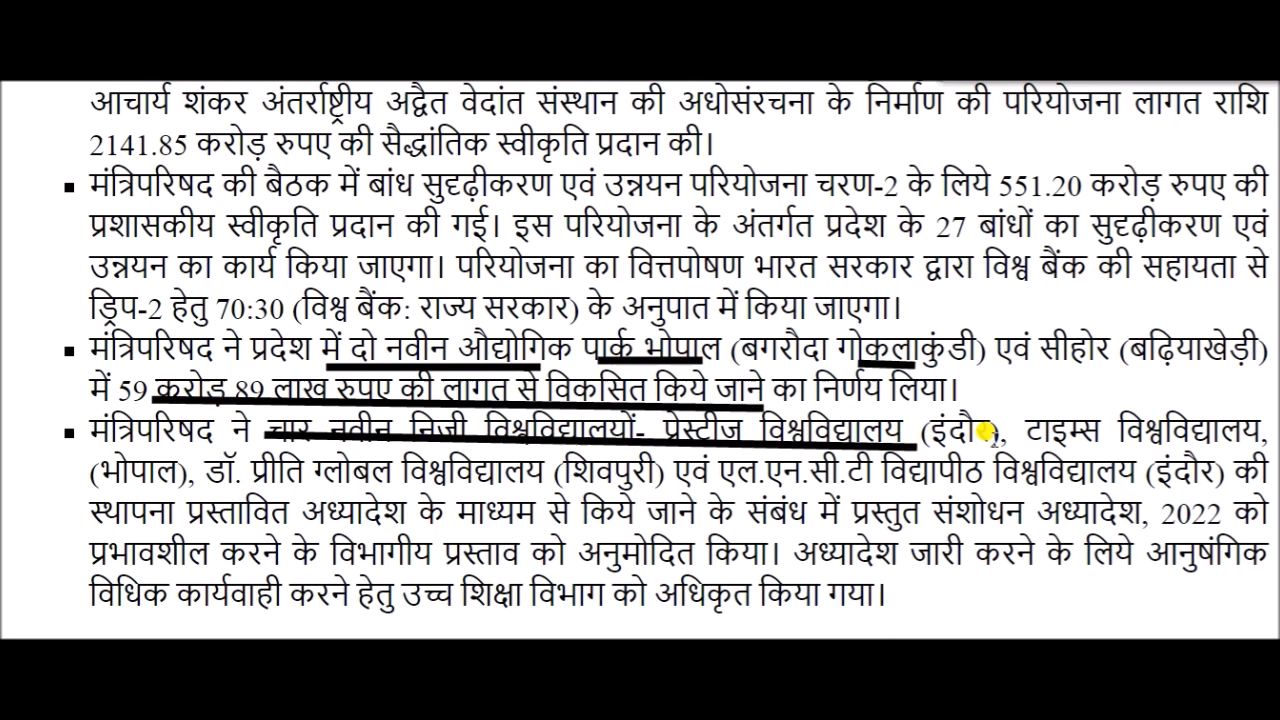 आचार्य शंकर अंतर्राष्ट्रीय अद्वैत वेदांत संस्थान की अधोसंरचना के निर्माण की परियोजना लागत राशि
2141.85 करोड़ रुपए की सैद्धांतिक स्वीकृति प्रदान की।
▪ मंत्रिपरिषद की बैठक में बांध सुदृढ़ीकरण एवं उन्नयन परियोजना चरण-2 के लिये 551.20 करोड़ रुपए की
प्रशासकीय स्वीकृति प्रदान की गई। इस परियोजना के अंतर्गत प्रदेश के 27 बांधों का सुदृढ़ीकरण एवं
उन्नयन का कार्य किया जाएगा। परियोजना का वित्तपोषण भारत सरकार द्वारा विश्व बैंक की सहायता से
ड्रिप-2 हेतु 70:30 (विश्व बैंक: राज्य सरकार) के अनुपात में किया जाएगा।
▪ मंत्रिपरिषद ने प्रदेश में दो नवीन औद्योगिक पार्क भोपाल (बगरौदा गोकलाकुंडी) एवं सीहोर (बढ़ियाखेड़ी)
में 59 करोड़ 89 लाख रुपए की लागत से विकसित किये जाने का निर्णय लिया।
▪ मंत्रिपरिषद ने चार नवीन निजी विश्वविद्यालयों- प्रेस्टीज विश्वविद्यालय (इंदौर), टाइम्स विश्वविद्यालय,
(भोपाल), डॉ. प्रीति ग्लोबल विश्वविद्यालय (शिवपुरी) एवं एल.एन.सी.टी विद्यापीठ विश्वविद्यालय (इंदौर) की
स्थापना प्रस्तावित अध्यादेश के माध्यम से किये जाने के संबंध में प्रस्तुत संशोधन अध्यादेश, 2022 को
प्रभावशील करने के विभागीय प्रस्ताव को अनुमोदित किया। अध्यादेश जारी करने के लिये आनुषंगिक
विधिक कार्यवाही करने हेतु उच्च शिक्षा विभाग को अधिकृत किया गया।